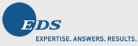 EDS
EXPERTISE. ANSWERS. RESULTS.